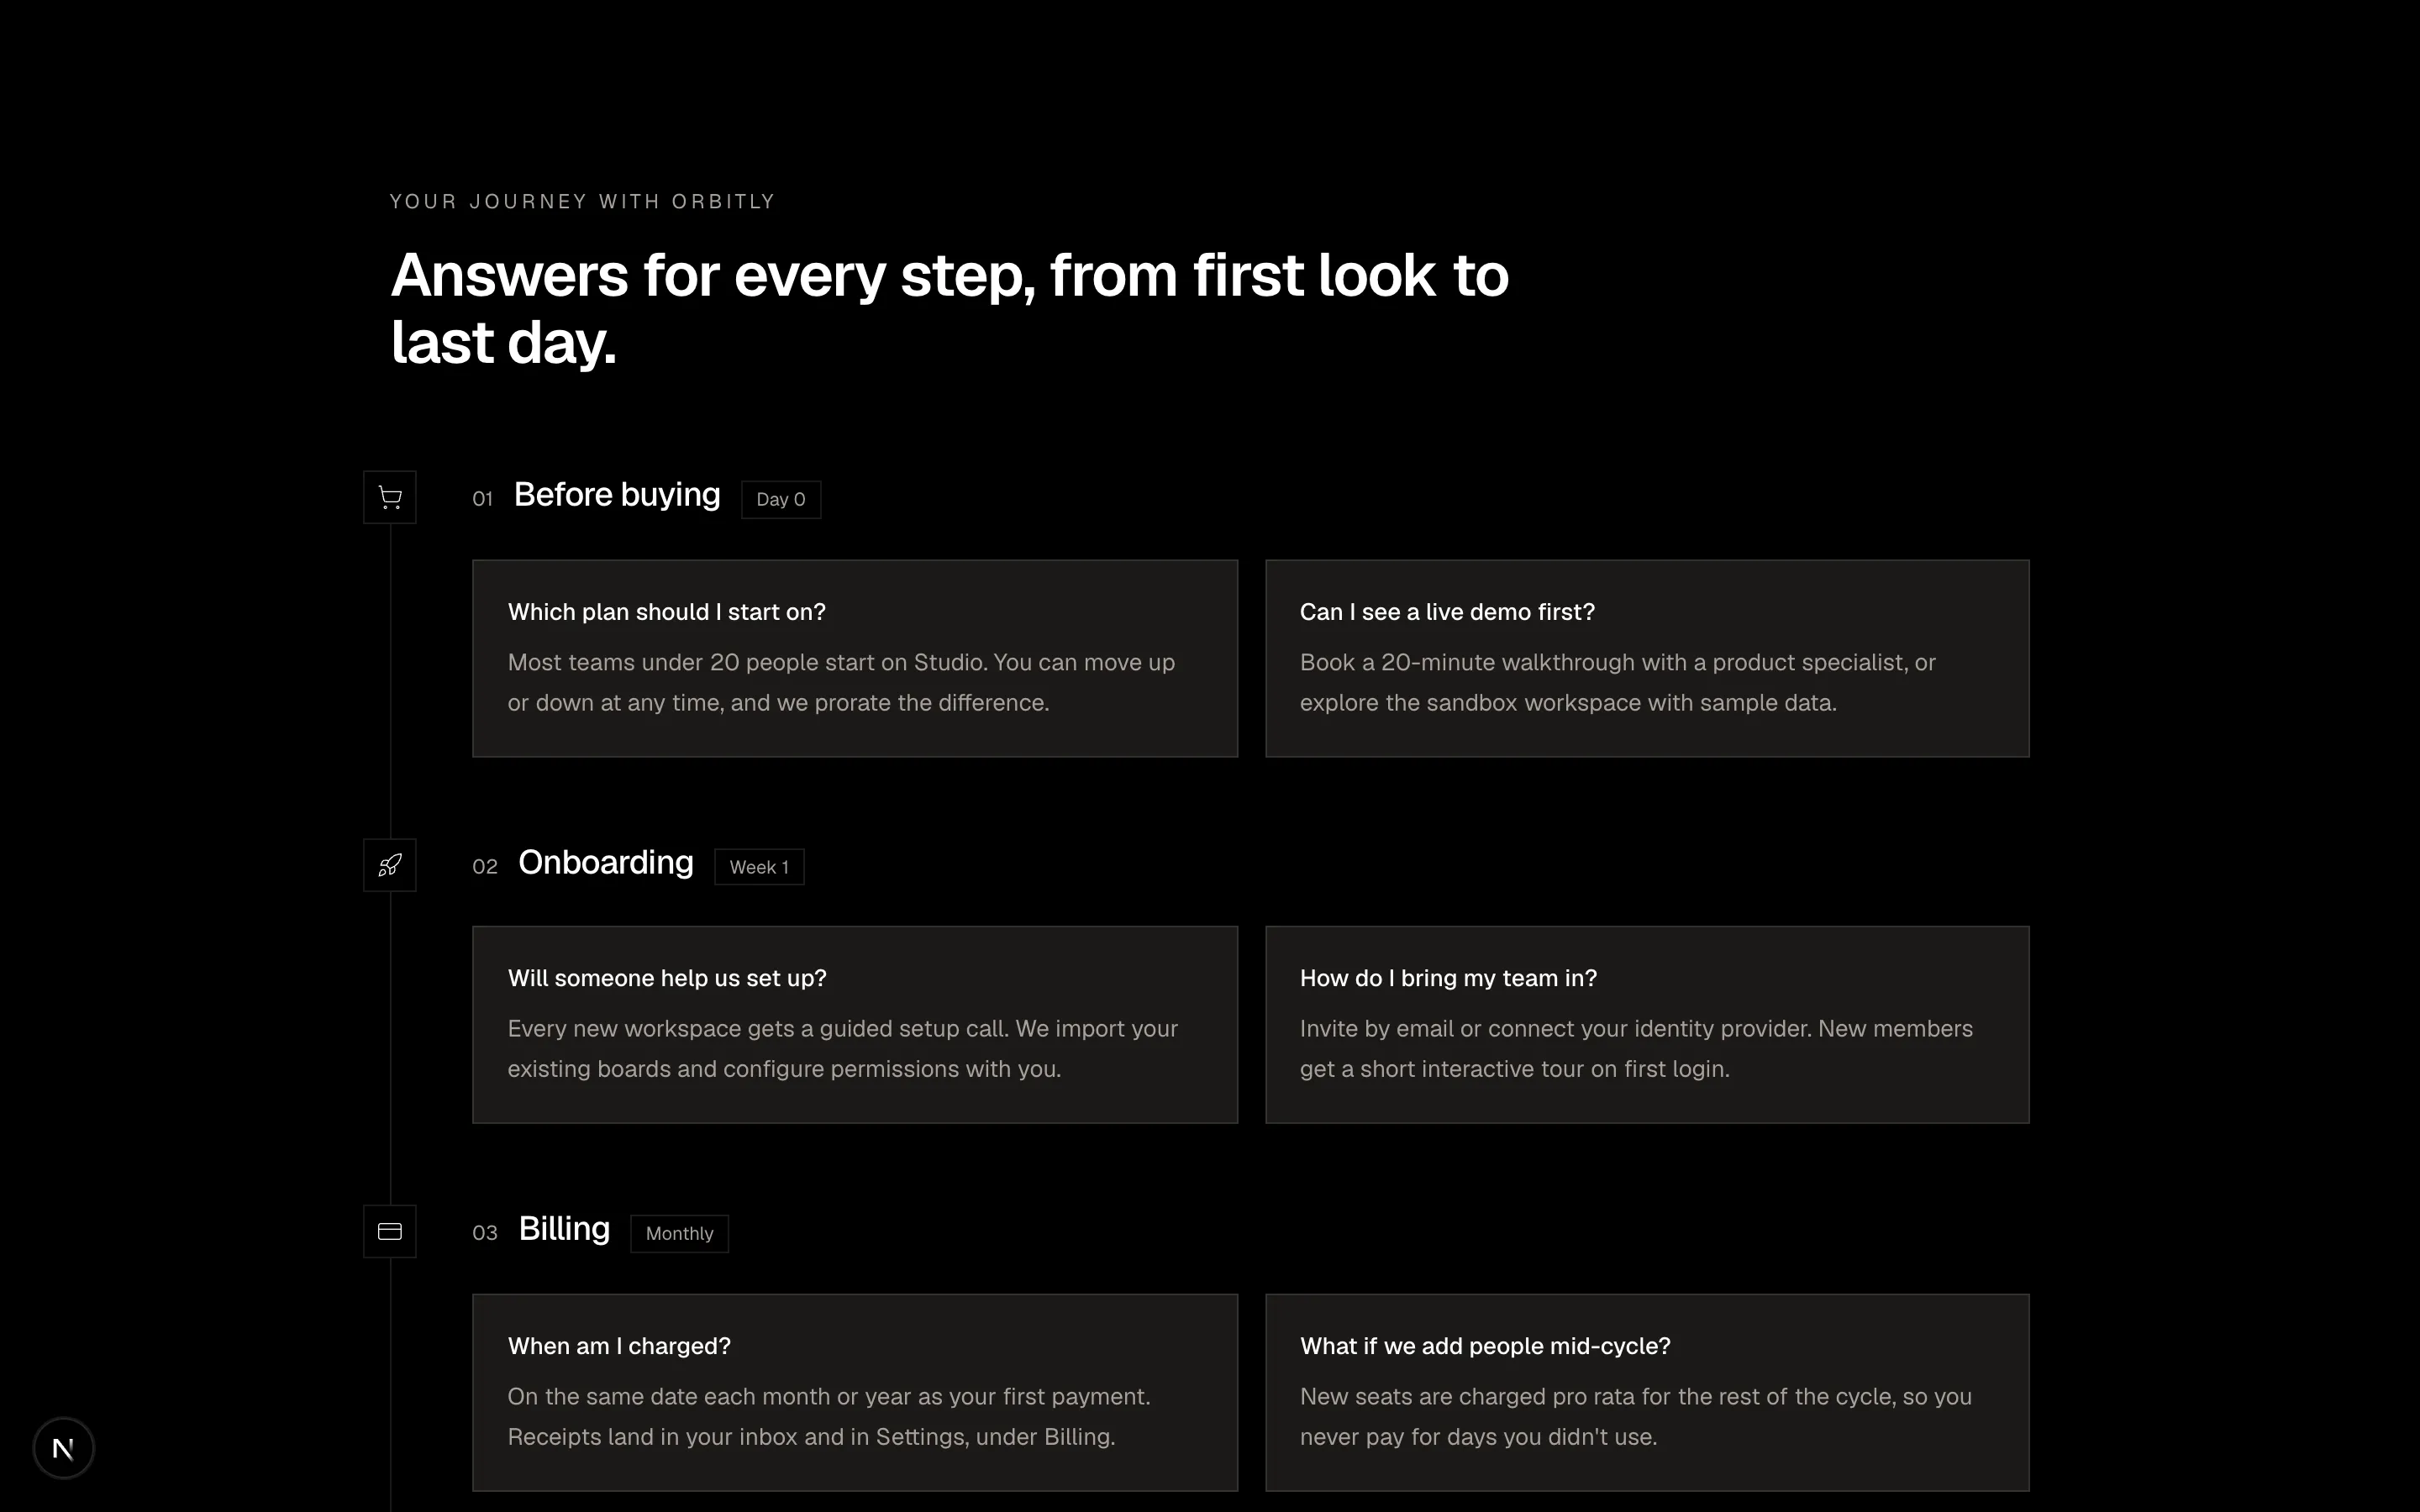 YOUR JOURNEY WITH ORBITLY
Answers for every step, from first look to
last day.
01 Before buying Day 0
Which plan should I start on?
Most teams under 20 people start on Studio. You can move up
or down at any time, and we prorate the difference.
Can I see a live demo first?
Book a 20-minute walkthrough with a product specialist, or
explore the sandbox workspace with sample data.
02 Onboarding Week 1
Will someone help us set up?
Every new workspace gets a guided setup call. We import your
existing boards and configure permissions with you.
How do I bring my team in?
Invite by email or connect your identity provider. New members
get a short interactive tour on first login.
03 Billing Monthly
When am I charged?
On the same date each month or year as your first payment.
Receipts land in your inbox and in Settings, under Billing.
What if we add people mid-cycle?
New seats are charged pro rata for the rest of the cycle, so you
never pay for days you didn't use.
N